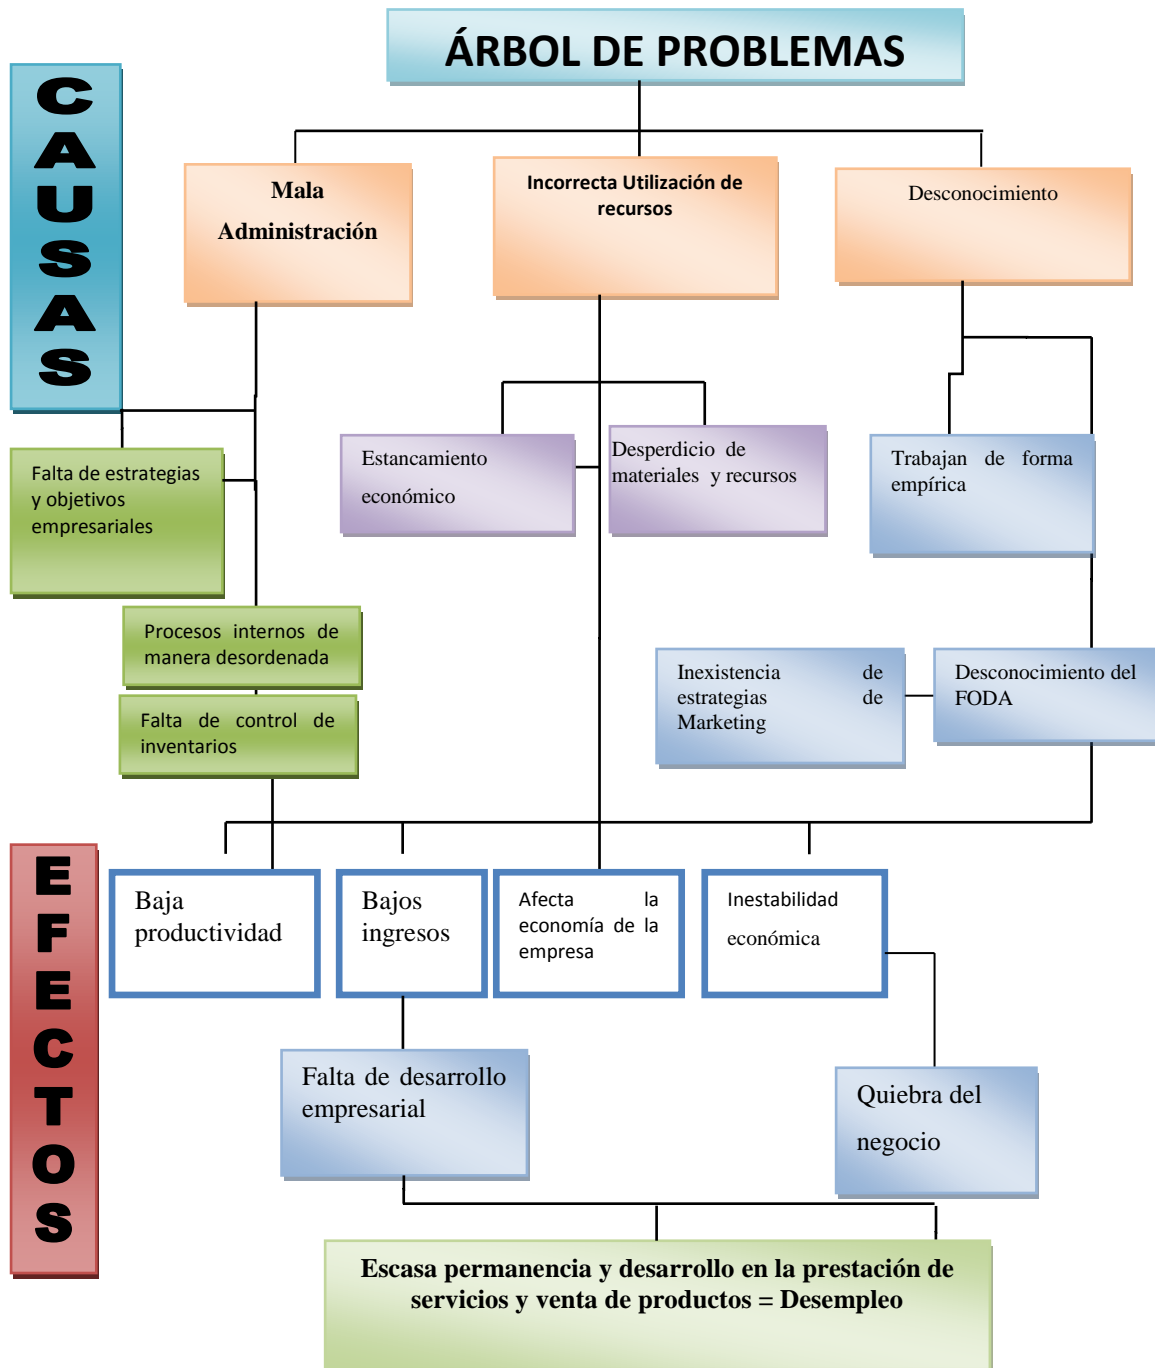 ÁRBOL DE PROBLEMAS
CAUSAS
Mala
Administración
Incorrecta Utilización de
recursos
Desconocimiento
Falta de estrategias
y objetivos
empresariales
Estancamiento
económico
Desperdicio de
materiales y recursos
Trabajan de forma
empírica
Procesos internos de
manera desordenada
Falta de control de
inventarios
Inexistencia de
estrategias de
Marketing
Desconocimiento del
FODA
EFECTOS
Baja
productividad
Bajos
ingresos
Afecta la
economía de la
empresa
Inestabilidad
económica
Falta de desarrollo
empresarial
Quiebra del
negocio
Escasa permanencia y desarrollo en la prestación de
servicios y venta de productos = Desempleo